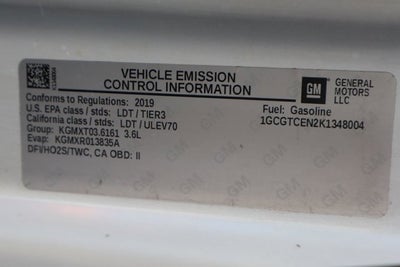 VEHICLE EMISSION
CONTROL INFORMATION
GM
GENERAL
MOTORS
LLC
Conforms to Regulations: 2019
U.S. EPA class / stds: LDT / TIER3
California class / stds: LDT / ULEV70
Group: KGMXT03.6161 3.6L
Evap: KGMXR013835A
DFI/HO2S/TWC, CA OBD: II
Fuel: Gasoline
1GCGTCEN2K1348004